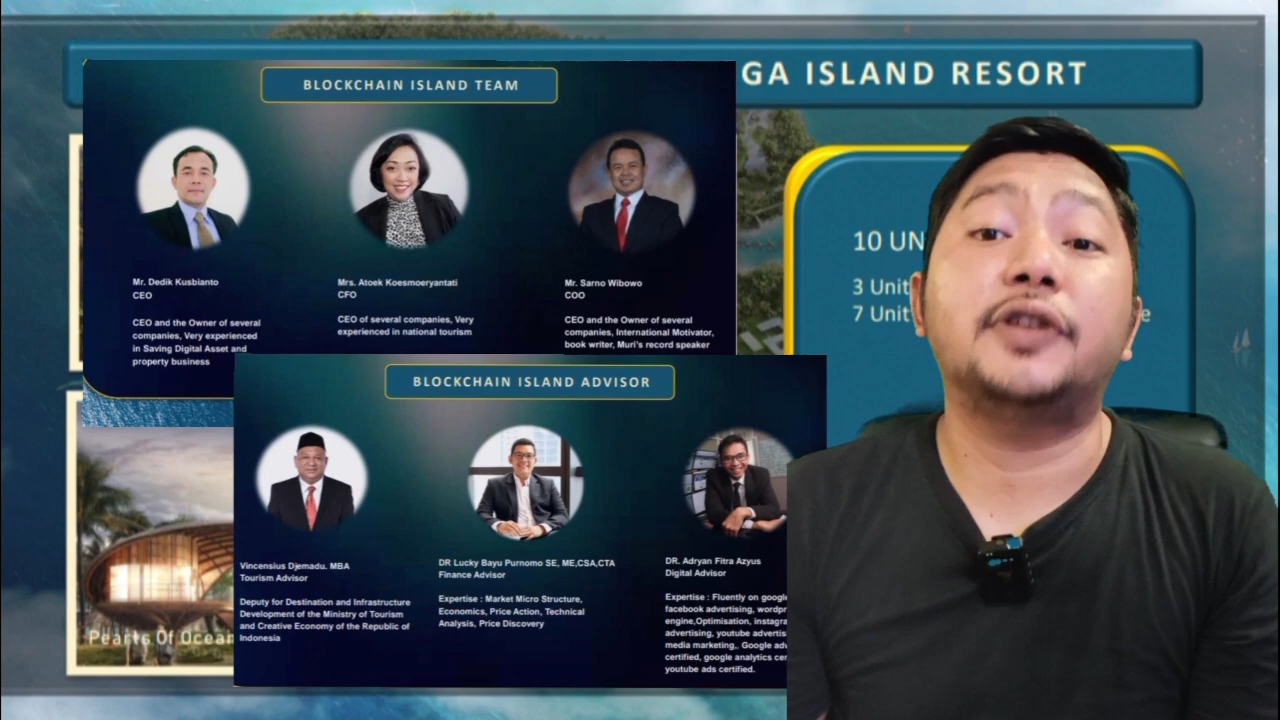 GA ISLAND RESORT
BLOCKCHAIN ISLAND TEAM
Mr. Dedik Kusbianto
CEO
CEO and the Owner of several
companies, Very experienced
in Saving Digital Asset and
property business
Mrs. Atoek Koesmoeryantati
CFO
CEO of several companies, Very
experienced in national tourism
Mr. Sarno Wibowo
COO
CEO and the Owner of several
companies, International Motivator,
book writer, Muri's record speaker
10 UN
3 Unit
7 Unit
e
BLOCKCHAIN ISLAND ADVISOR
Vincensius Djemadu. MBA
Tourism Advisor
Deputy for Destination and Infrastructure
Development of the Ministry of Tourism
and Creative Economy of the Republic of
Indonesia
DR Lucky Bayu Purnomo SE, ME,CSA,CTA
Finance Advisor
Expertise : Market Micro Structure,
Economics, Price Action, Technical
Analysis, Price Discovery
DR. Adryan Fitra Azyus
Digital Advisor
Expertise : Fluently on google
facebook advertising, wordpr
engine,Optimisation, instagra
advertising, youtube advertis
media marketing,, Google adv
certified, google analytics cer
youtube ads certified.
Pearls Of Ocean